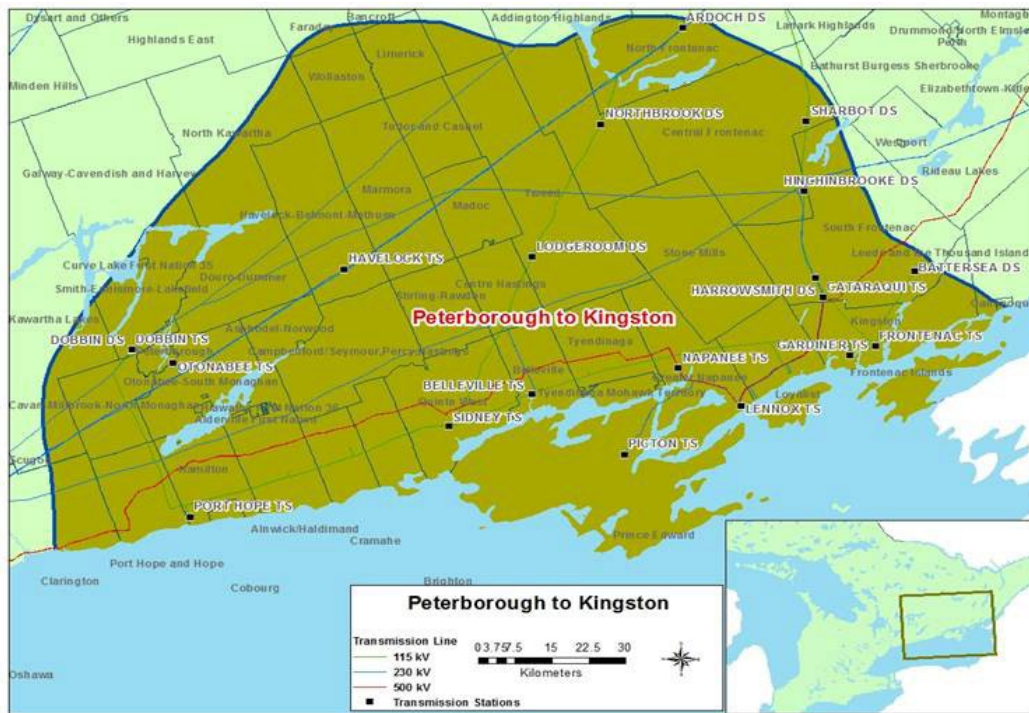 Dysart and Others
Bancroft
Addington Highlands
ARDOCH DS
Lanark Highlands
Montag
Faraday
Drummond/North Elmsle
Perth
Highlands East
Limerick
North Frontenac
Bathurst Burgess Sherbrooke
Wollaston
Minden Hills
Elizabethtown-Kitle
NORTHBROOK DS
SHARBOT DS
North Kawartha
Tudor and Cashel
Central Frontenac
Westport
Galway-Cavendish and Harvey
Rideau Lakes
Marmora
Tweed
HINCHINBROOKE DS
Madoc
Havelock-Belmont-Methuen
South Frontenac
LODGEROOM DS
Stone Mills
Leeds and the Thousand Island
Curve Lake First Nation 35
HAVELOCK TS
Douro-Dummer
BATTERSEA DS
Centre Hastings
Smith-Ennismore-Lakefield
HARROWSMITH DS
CATARAQUI TS
Stirling-Rawdon
Kawartha Lakes
Peterborough to Kingston
Asphodel-Norwood
Kingston
DOBBIN DS
DOBBIN TS
Tyendinaga
FRONTENAC TS
GARDINER TS
Peterborough
Campbellford/Seymour,Percy,Hastings
NAPANEE TS
OTONABEE TS
Belleville
Greater Napanee
Frontenac Islands
Otonabee-South Monaghan
BELLEVILLE TS
Tyendinaga Mohawk Territory
Loyalist
Cavan-Millbrook-North Monaghan
Quinte West
LENNOX TS
Alderville First Nation
SIDNEY TS
PICTON TS
Scugog
Hamilton
PORT HOPE TS
Alnwick/Haldimand
Cramahe
Prince Edward
Port Hope and Hope
Clarington
Cobourg
Brighton
Oshawa
Peterborough to Kingston
Transmission Line
115 kV
230 kV
500 kV
Transmission Stations
0 3.75 7.5 15 22.5 30
Kilometers